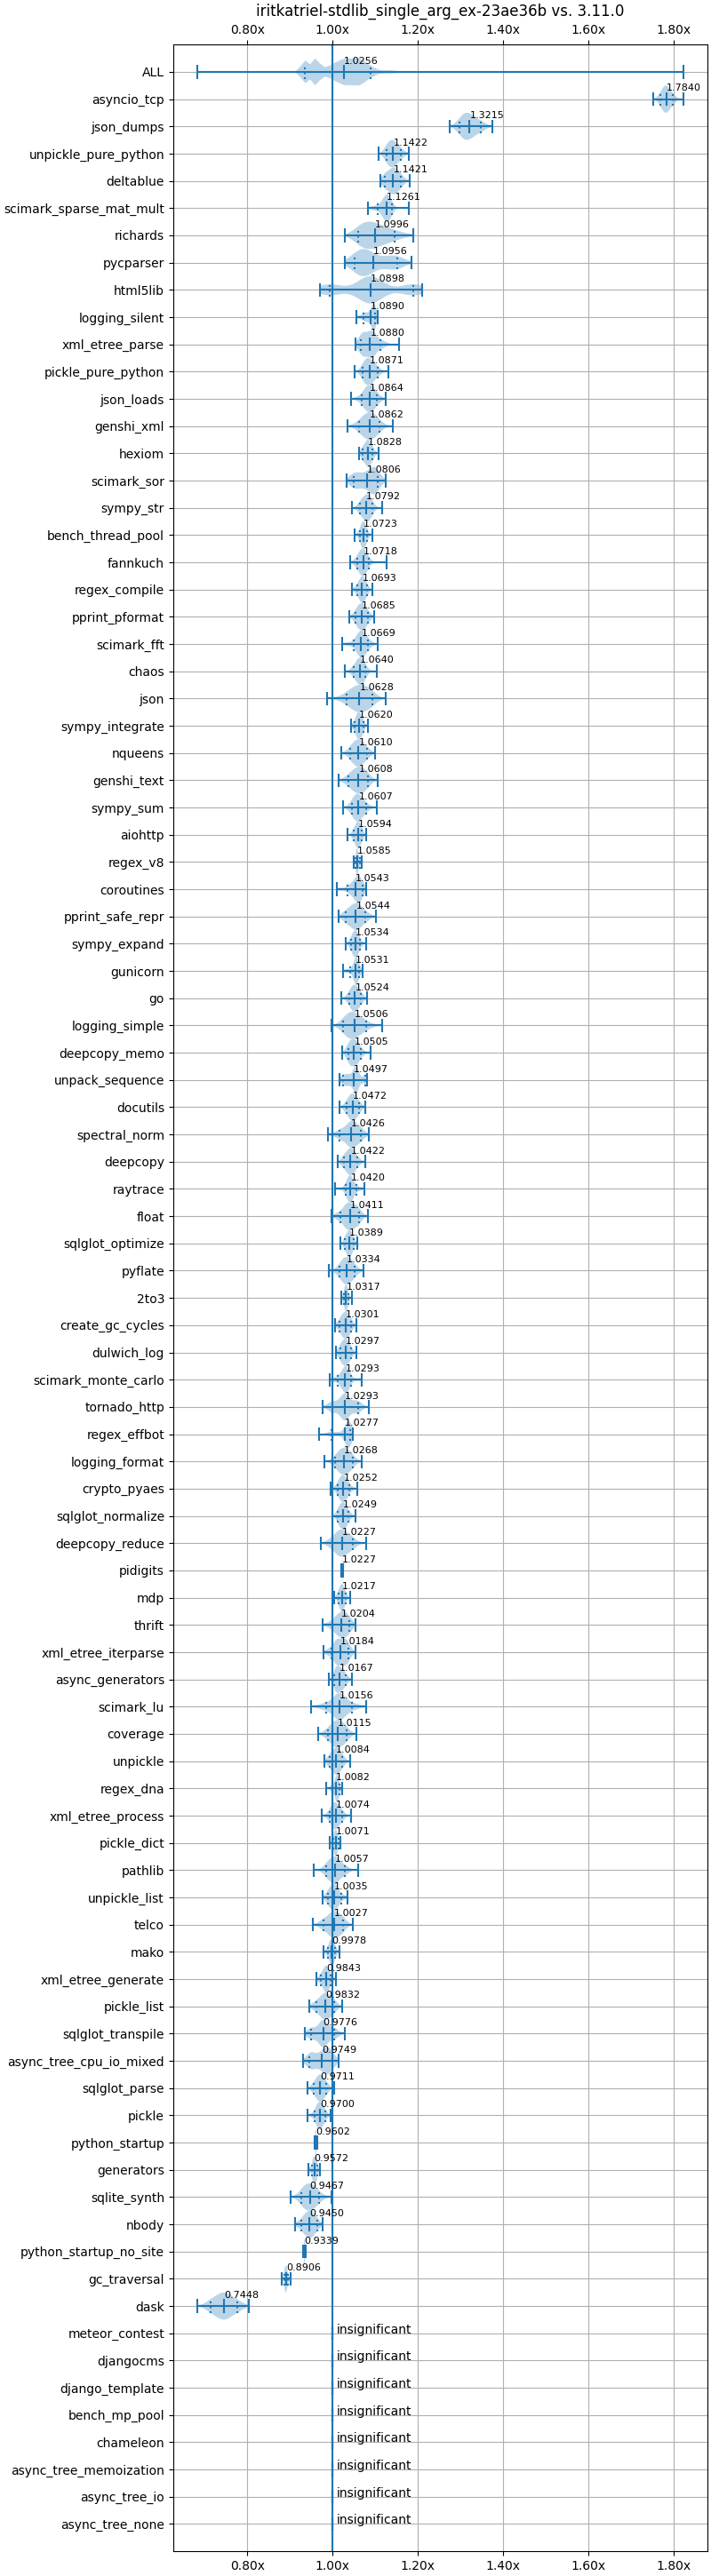 iritkatriel-stdlib_single_arg_ex-23ae36b vs. 3.11.0
0.80x 1.00x 1.20x 1.40x 1.60x 1.80x
ALL 1.0256
asyncio_tcp 1.7840
json_dumps 1.3215
unpickle_pure_python 1.1422
deltablue 1.1421
scimark_sparse_mat_mult 1.1261
richards 1.0996
pycparser 1.0956
html5lib 1.0898
logging_silent 1.0890
xml_etree_parse 1.0880
pickle_pure_python 1.0871
json_loads 1.0864
genshi_xml 1.0862
hexiom 1.0828
scimark_sor 1.0806
sympy_str 1.0792
bench_thread_pool 1.0723
fannkuch 1.0718
regex_compile 1.0693
pprint_pformat 1.0685
scimark_fft 1.0669
chaos 1.0640
json 1.0628
sympy_integrate 1.0620
nqueens 1.0610
genshi_text 1.0608
sympy_sum 1.0607
aiohttp 1.0594
regex_v8 1.0585
coroutines 1.0543
pprint_safe_repr 1.0544
sympy_expand 1.0534
gunicorn 1.0531
go 1.0524
logging_simple 1.0506
deepcopy_memo 1.0505
unpack_sequence 1.0497
docutils 1.0472
spectral_norm 1.0426
deepcopy 1.0422
raytrace 1.0420
float 1.0411
sqlglot_optimize 1.0389
pyflate 1.0334
2to3 1.0317
create_gc_cycles 1.0301
dulwich_log 1.0297
scimark_monte_carlo 1.0293
tornado_http 1.0293
regex_effbot 1.0277
logging_format 1.0268
crypto_pyaes 1.0252
sqlglot_normalize 1.0249
deepcopy_reduce 1.0227
pidigits 1.0227
mdp 1.0217
thrift 1.0204
xml_etree_iterparse 1.0184
async_generators 1.0167
scimark_lu 1.0156
coverage 1.0115
unpickle 1.0084
regex_dna 1.0082
xml_etree_process 1.0074
pickle_dict 1.0071
pathlib 1.0057
unpickle_list 1.0035
telco 1.0027
mako 0.9978
xml_etree_generate 0.9843
pickle_list 0.9832
sqlglot_transpile 0.9776
async_tree_cpu_io_mixed 0.9749
sqlglot_parse 0.9711
pickle 0.9700
python_startup 0.9602
generators 0.9572
sqlite_synth 0.9467
nbody 0.9450
python_startup_no_site 0.9339
gc_traversal 0.8906
dask 0.7448
meteor_contest insignificant
djangocms insignificant
django_template insignificant
bench_mp_pool insignificant
chameleon insignificant
async_tree_memoization insignificant
async_tree_io insignificant
async_tree_none insignificant
0.80x 1.00x 1.20x 1.40x 1.60x 1.80x